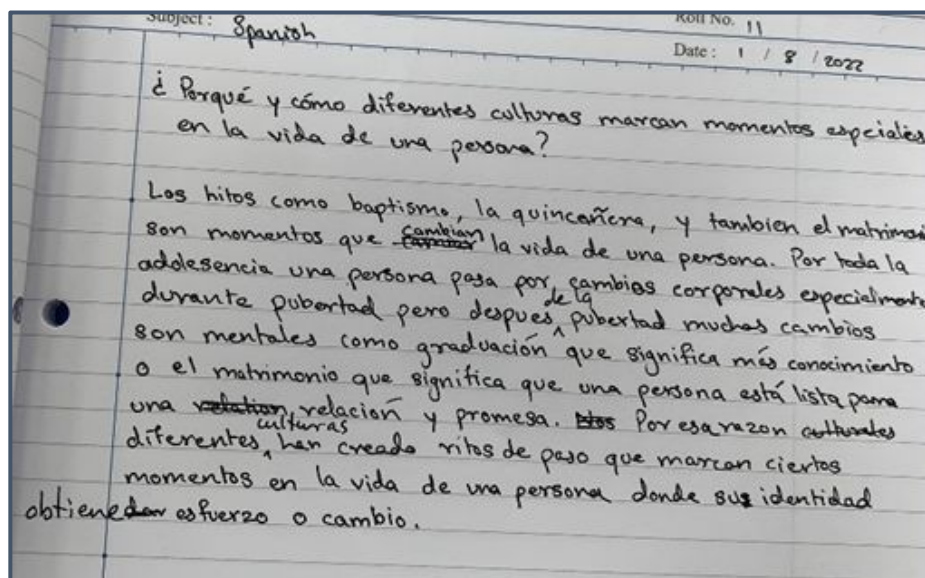 Subject : Spanish
Roll No. 11
Date : 1 / 8 / 2022
¿ Porqué y cómo diferentes culturas marcan momentos especiales
en la vida de una persona?
Los hitos como baptismo, la quinceañera, y tambien el matrimoni
son momentos que cambian la vida de una persona. Por toda la
adolesencia una persona pasa por cambios corporales especialmente
durante pubertad pero despues de la pubertad muchas cambios
son mentales como graduación que significa más conocimiento
o el matrimonio que significa que una persona está lista para
una relación y promesa. Por esa razon
diferentes culturas han creado ritos de paso que marcan ciertos
momentos en la vida de una persona donde su identidad
obtiene esfuerzo o cambio.